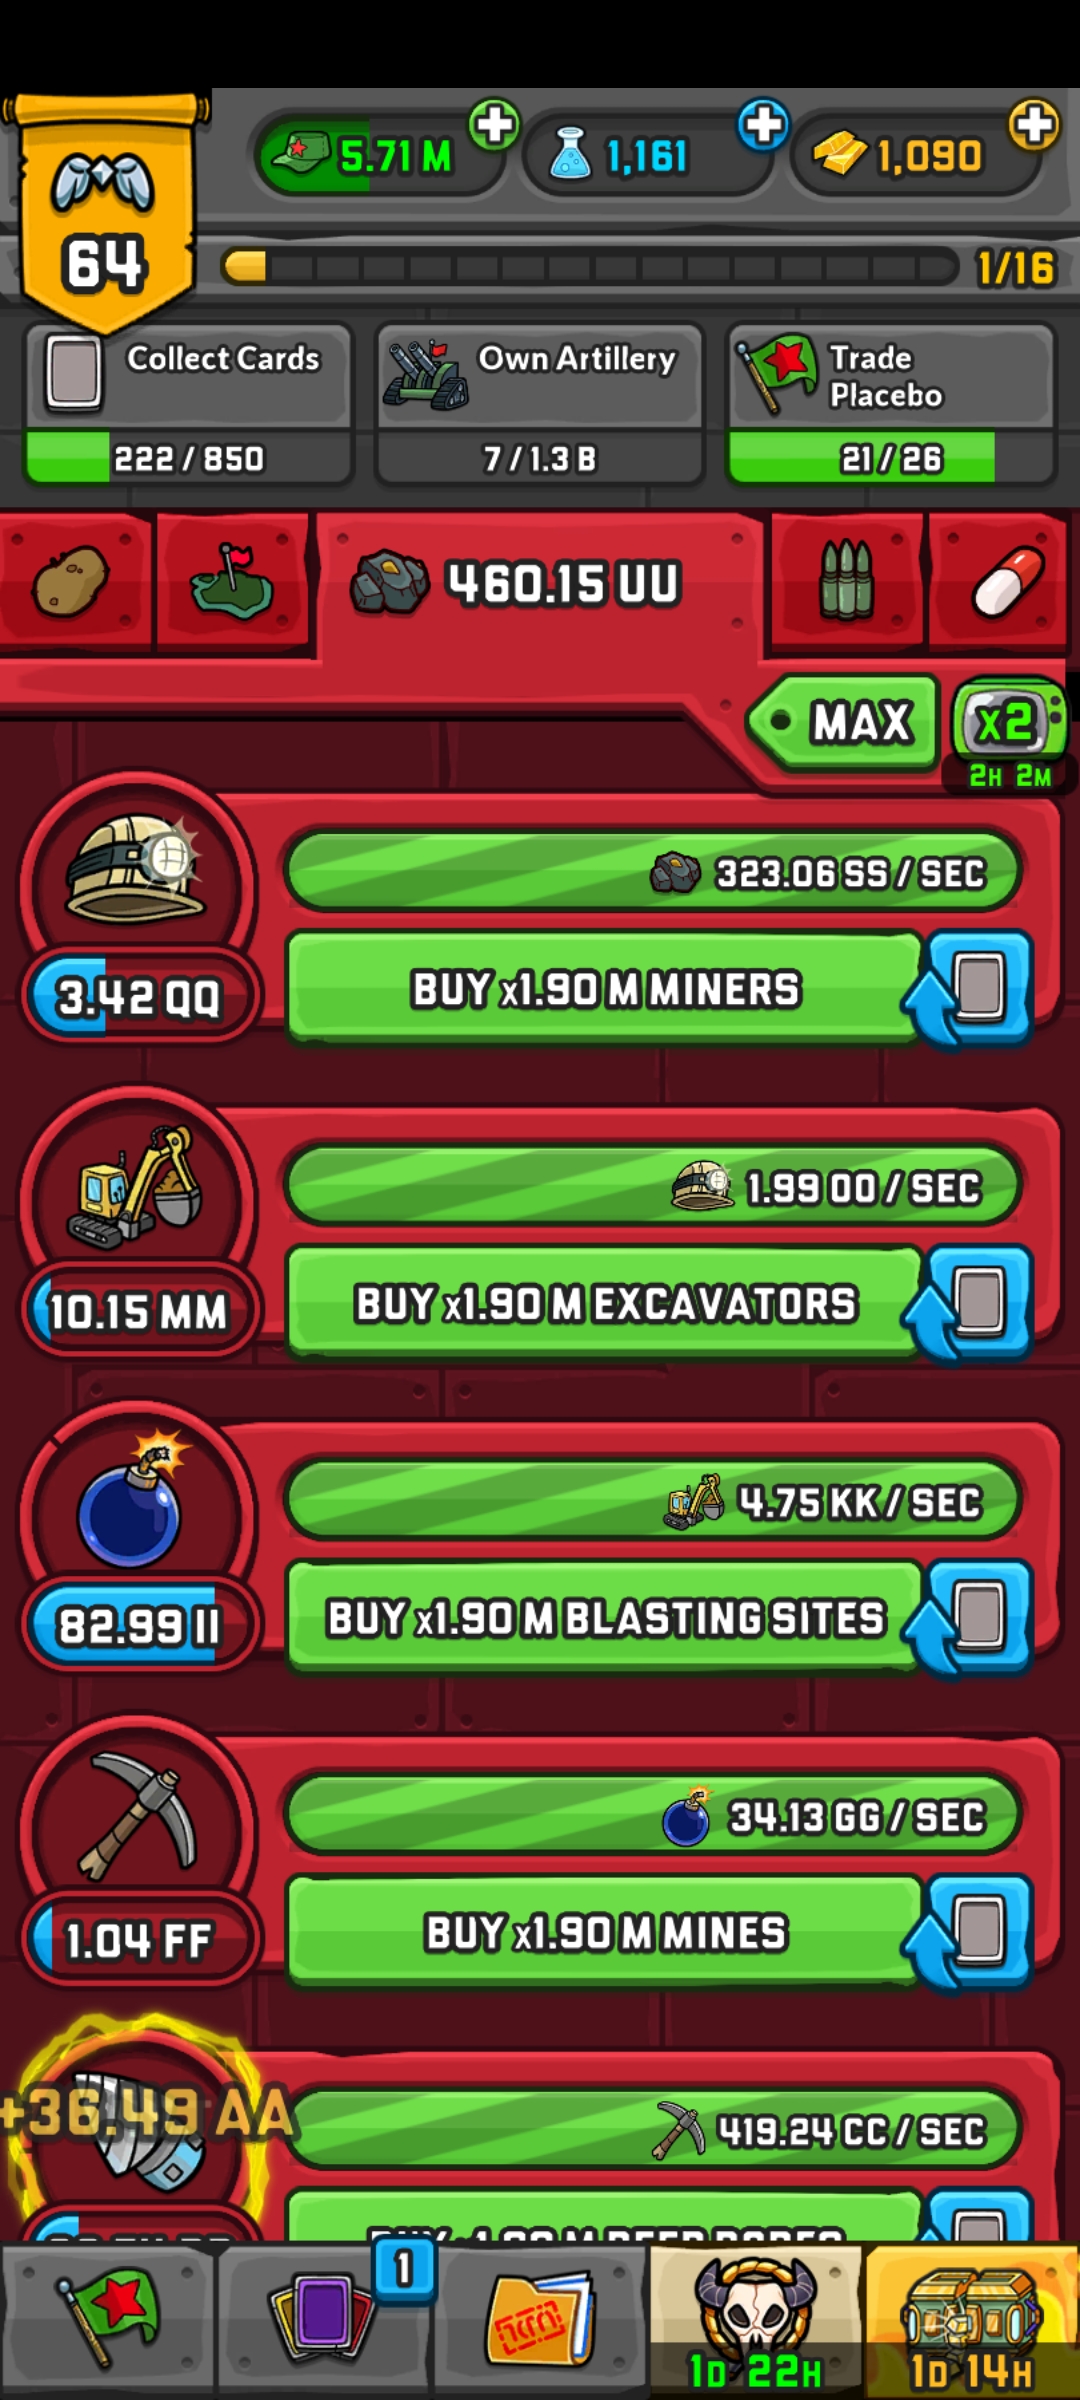 5.71 M
1,161
1,090
64
1/16
Collect Cards
Own Artillery
Trade
Placebo
222 / 850
7 / 1.3 B
21 / 26
460.15 UU
MAX
X2
2H 2M
323.06 SS / SEC
3.42 QQ
BUY x1.90 M MINERS
1.99 OO / SEC
10.15 MM
BUY x1.90 M EXCAVATORS
4.75 KK / SEC
82.99 II
BUY x1.90 M BLASTING SITES
34.13 GG / SEC
1.04 FF
BUY x1.90 M MINES
+36.49 AA
419.24 CC / SEC
1
1D 22H
1D 14H